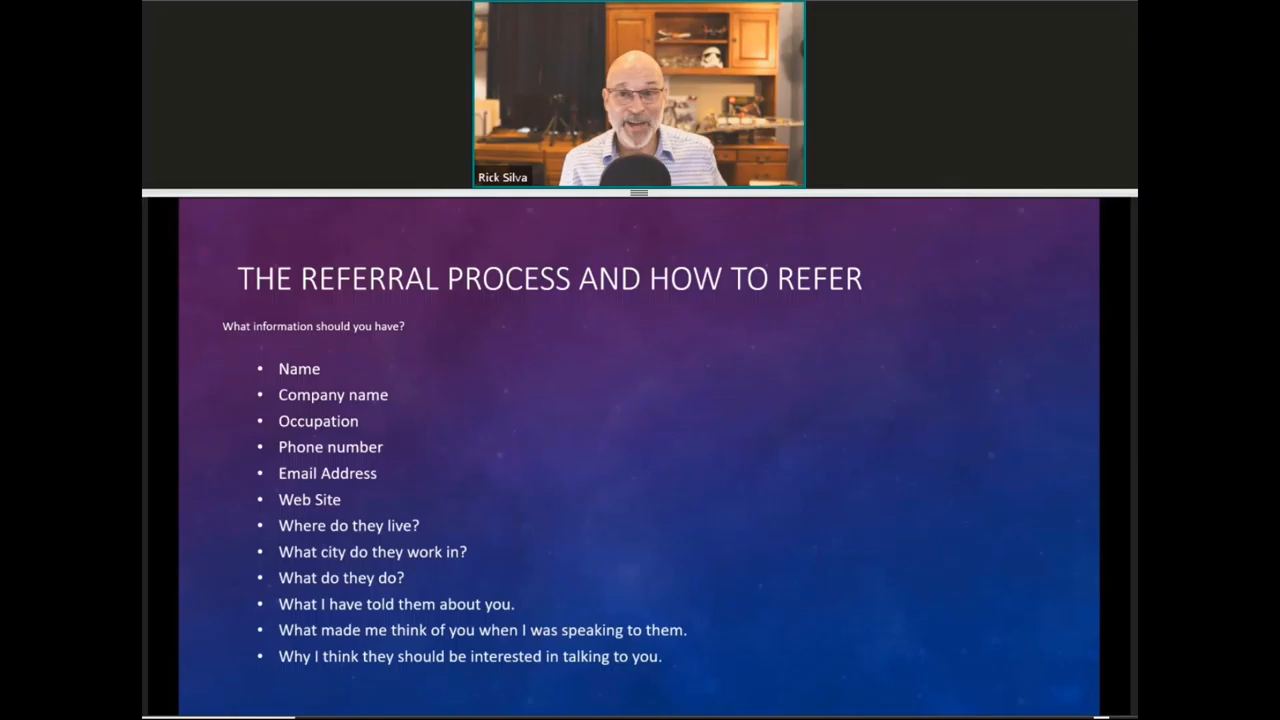 Rick Silva
THE REFERRAL PROCESS AND HOW TO REFER
What information should you have?
• Name
• Company name
• Occupation
• Phone number
• Email Address
• Web Site
• Where do they live?
• What city do they work in?
• What do they do?
• What I have told them about you.
• What made me think of you when I was speaking to them.
• Why I think they should be interested in talking to you.